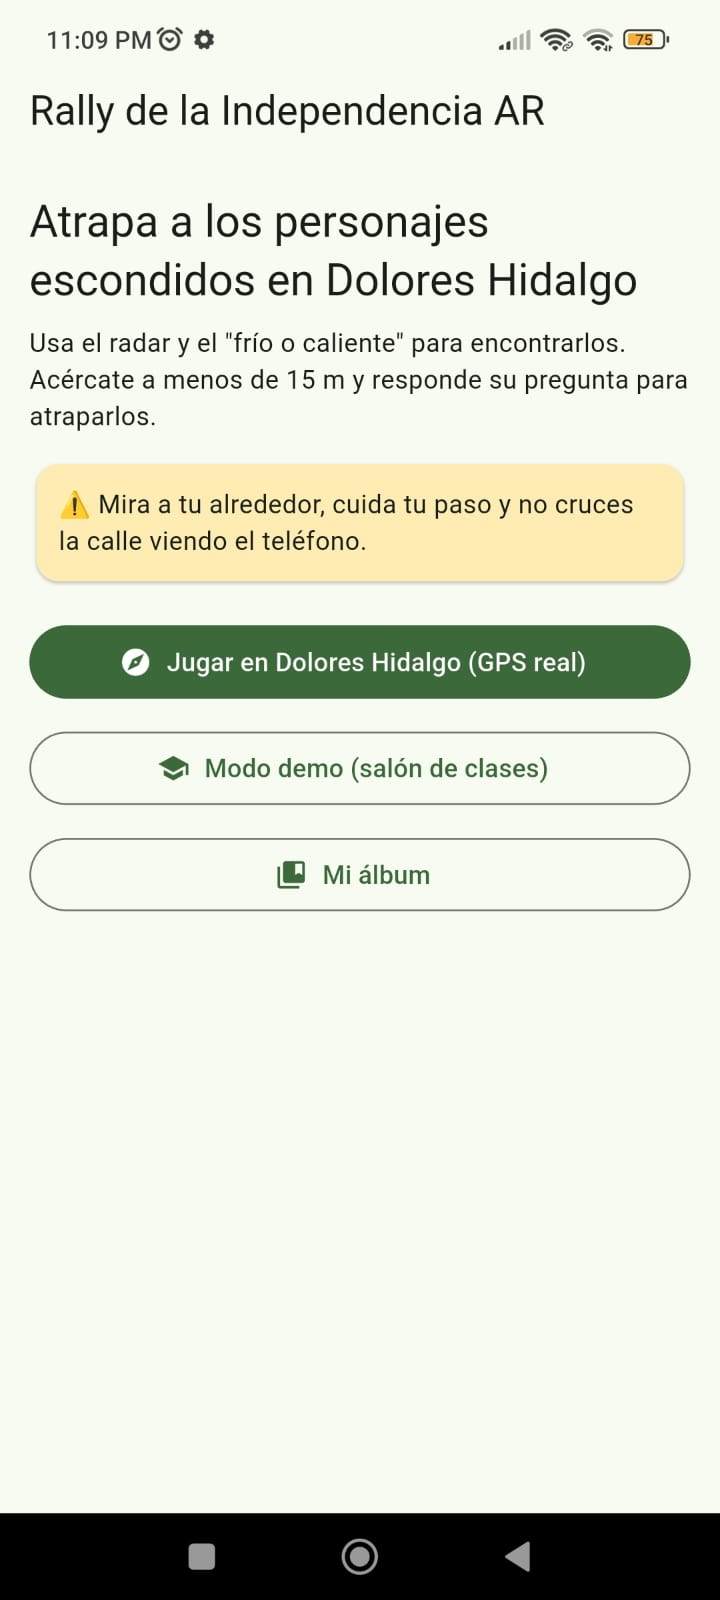 11:09 PM
75
Rally de la Independencia AR
Atrapa a los personajes
escondidos en Dolores Hidalgo
Usa el radar y el "frío o caliente" para encontrarlos.
Acércate a menos de 15 m y responde su pregunta para
atraparlos.
⚠️ Mira a tu alrededor, cuida tu paso y no cruces
la calle viendo el teléfono.
Jugar en Dolores Hidalgo (GPS real)
Modo demo (salón de clases)
Mi álbum